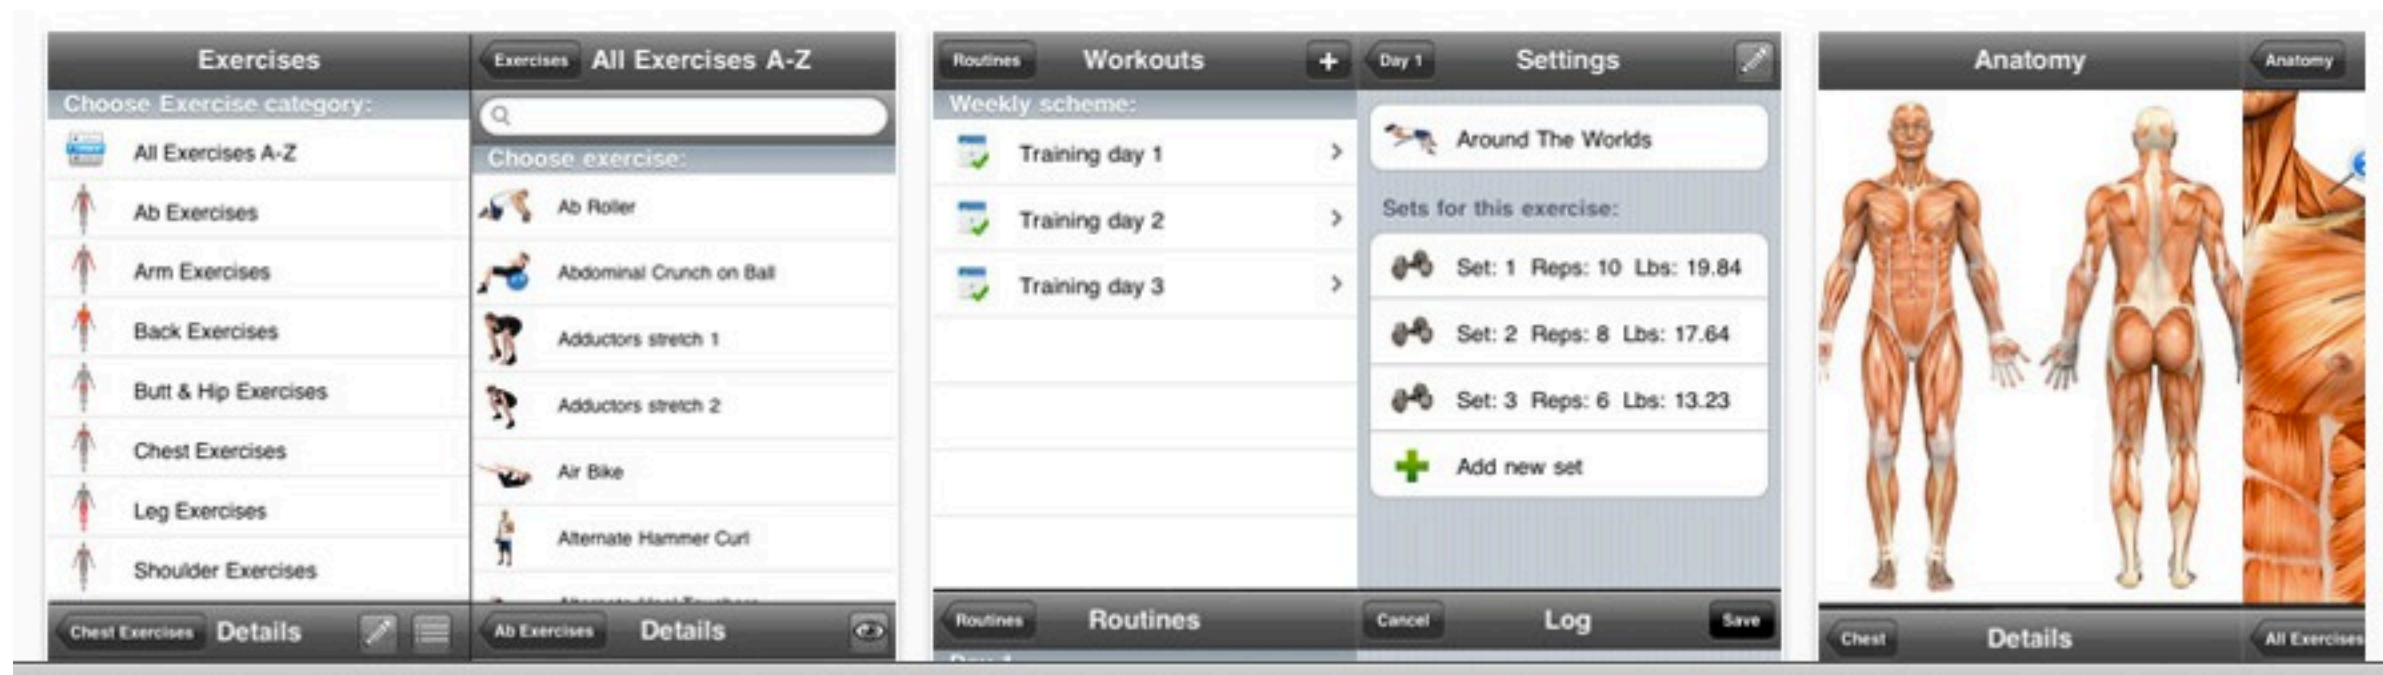 Exercises
Choose Exercise category:
All Exercises A-Z
Ab Exercises
Arm Exercises
Back Exercises
Butt & Hip Exercises
Chest Exercises
Leg Exercises
Shoulder Exercises
Chest Exercises Details
Exercises All Exercises A-Z
Choose exercise:
Ab Roller
Abdominal Crunch on Ball
Adductors stretch 1
Adductors stretch 2
Air Bike
Alternate Hammer Curl
Ab Exercises Details
Routines Workouts +
Weekly scheme:
Training day 1
Training day 2
Training day 3
Routines Routines
Day 1 Settings
Around The Worlds
Sets for this exercise:
Set: 1 Reps: 10 Lbs: 19.84
Set: 2 Reps: 8 Lbs: 17.64
Set: 3 Reps: 6 Lbs: 13.23
Add new set
Cancel Log Save
Anatomy Anatomy
Chest Details All Exercises